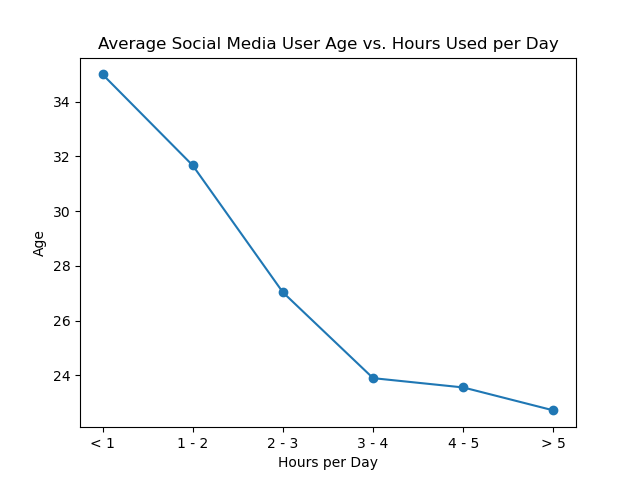 Average Social Media User Age vs. Hours Used per Day
34
32
30
28
26
24
Age
< 1
1 - 2
2 - 3
3 - 4
4 - 5
> 5
Hours per Day